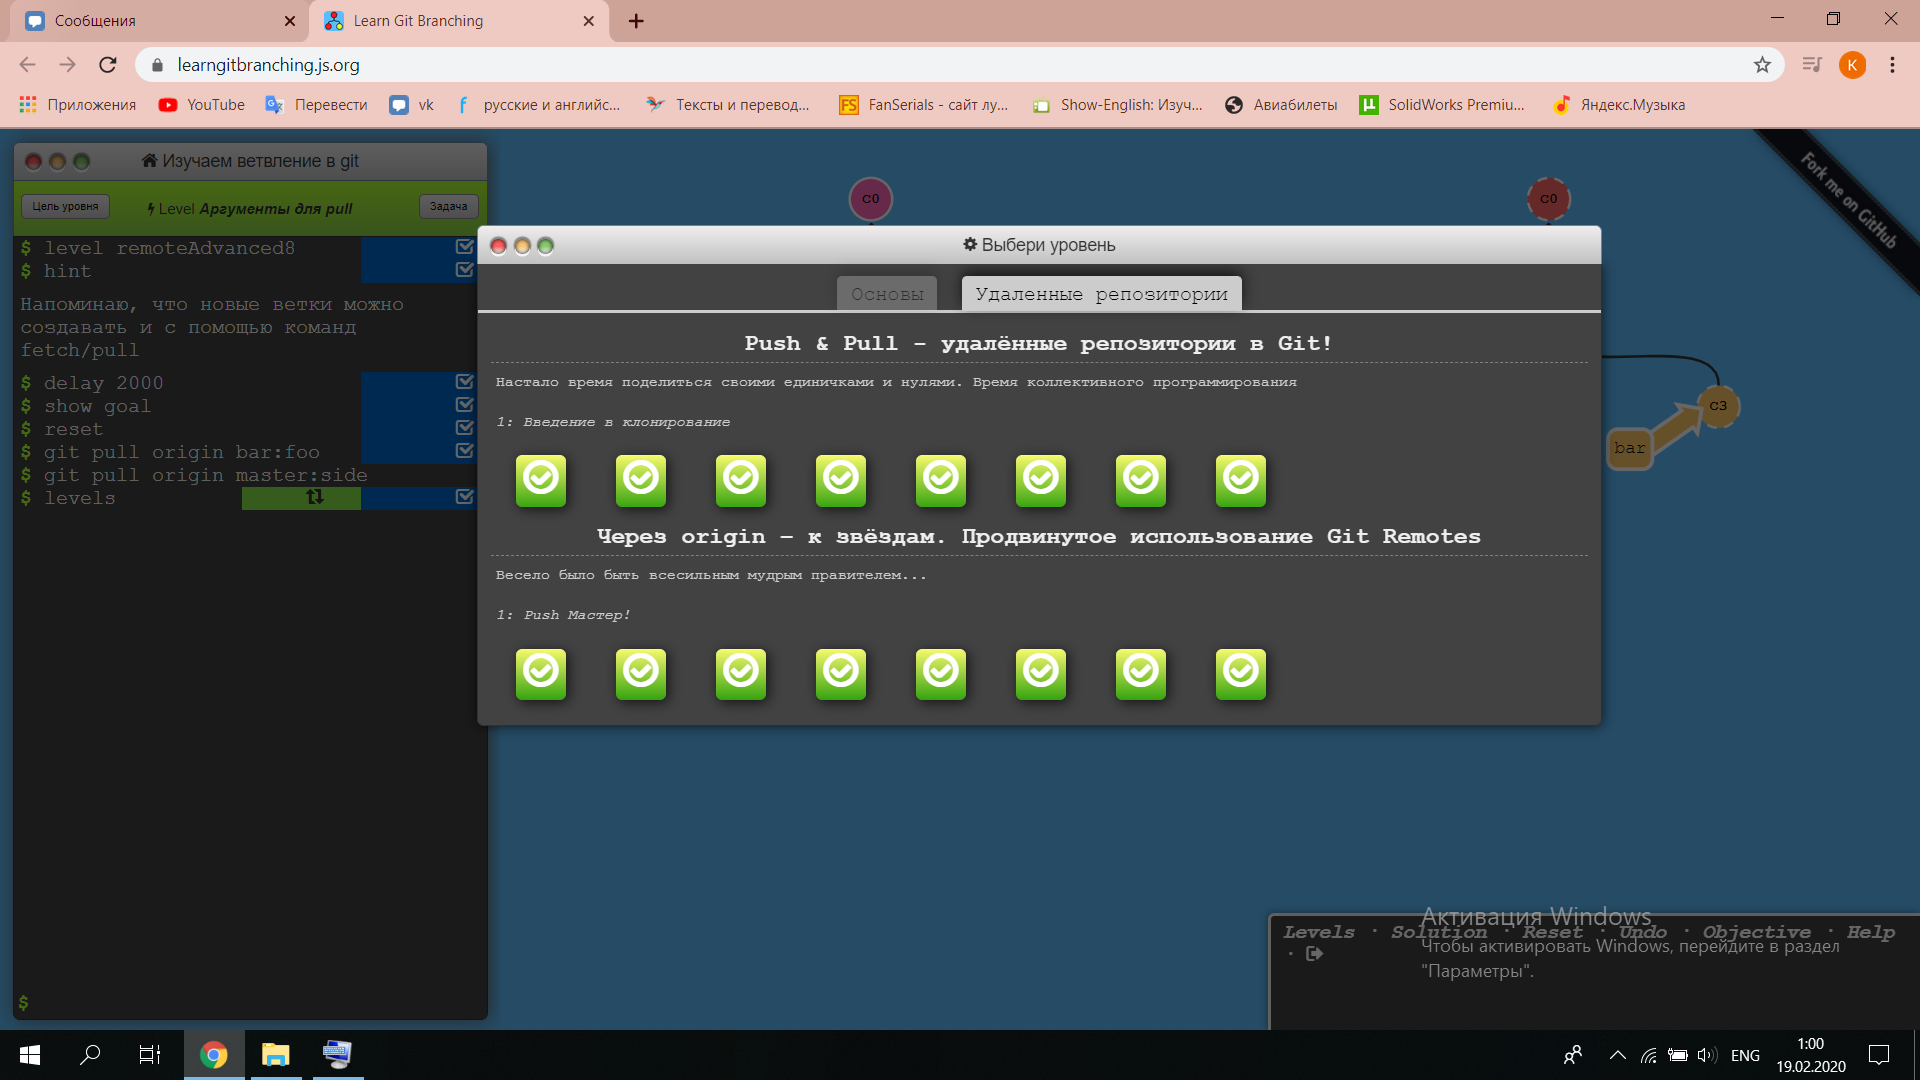 Сообщения
Learn Git Branching
learngitbranching.js.org
K
Приложения
YouTube
Перевести
vk
русские и английс...
Тексты и перевод...
FanSerials - сайт лу...
Show-English: Изуч...
Авиабилеты
SolidWorks Premiu...
Яндекс.Музыка
Изучаем ветвление в git
Цель уровня
Level Аргументы для pull
Задача
$ level remoteAdvanced8
$ hint
Напоминаю, что новые ветки можно
создавать и с помощью команд
fetch/pull
$ delay 2000
$ show goal
$ reset
$ git pull origin bar:foo
$ git pull origin master:side
$ levels
$
C0
C0
Fork me on GitHub
Выбери уровень
Основы
Удаленные репозитории
Push & Pull - удалённые репозитории в Git!
Настало время поделиться своими единичками и нулями. Время коллективного программирования
1: Введение в клонирование
Через origin – к звёздам. Продвинутое использование Git Remotes
Весело было быть всесильным мудрым правителем...
1: Push Мастер!
C3
bar
Levels · Solution · Reset · Undo · Objective · Help
·
Активация Windows
Чтобы активировать Windows, перейдите в раздел
"Параметры".
ENG
1:00
19.02.2020